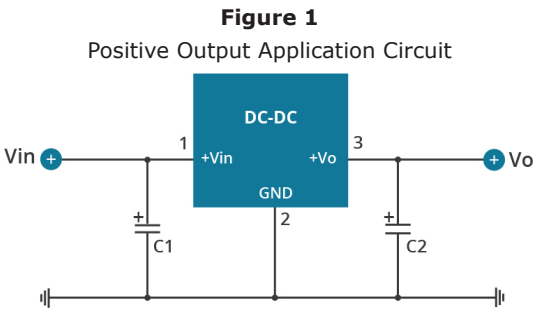 Figure 1
Positive Output Application Circuit
DC-DC
1
3
Vin +
+Vin
+Vo
+ Vo
GND
2
+
C1
+
C2